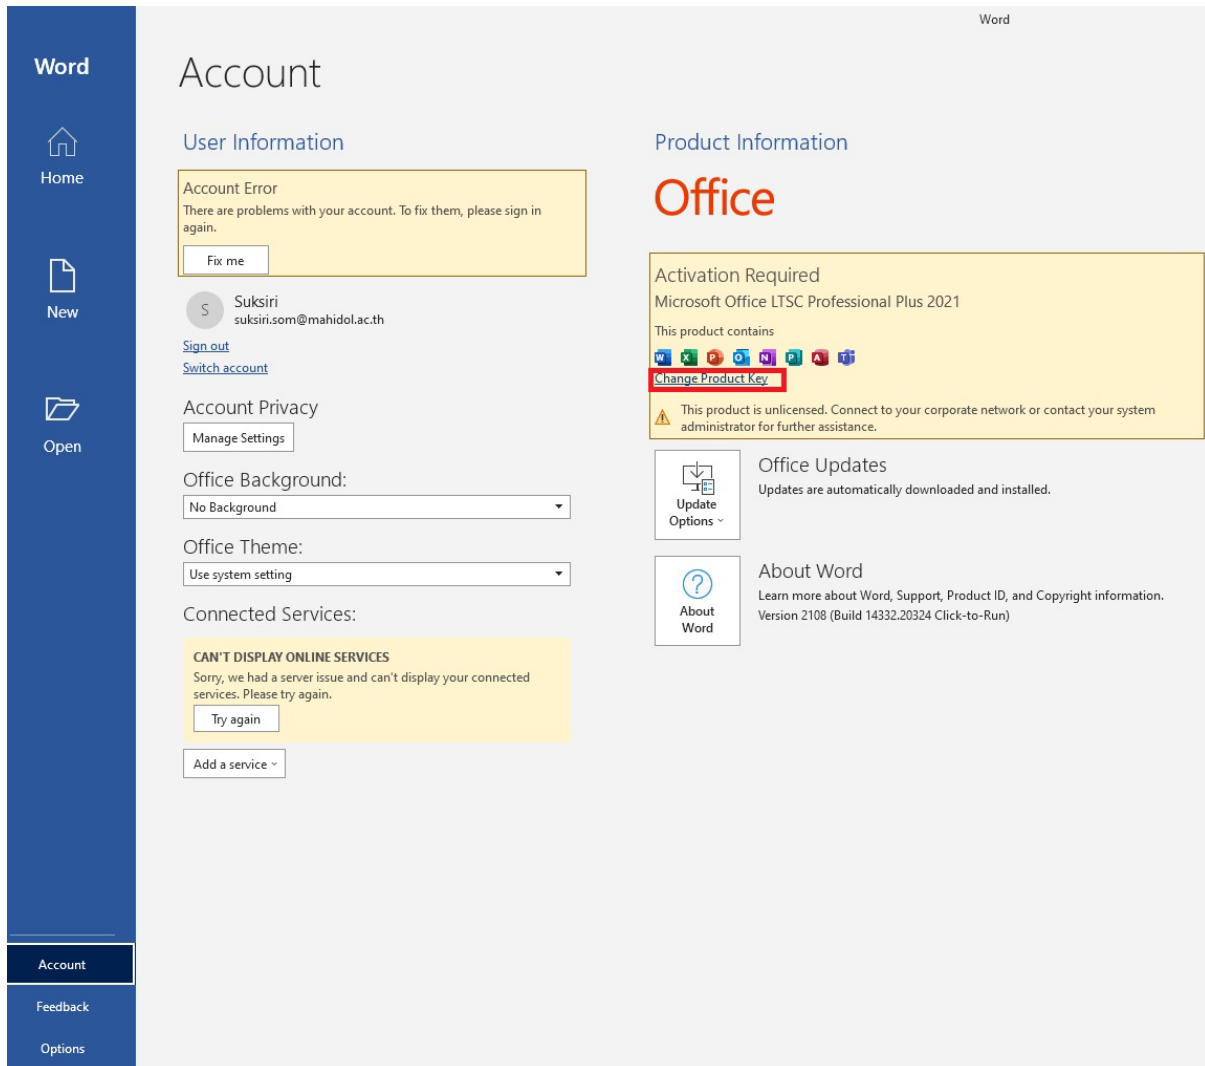 Word
Word
Home
New
Open
Account
Feedback
Options
Account
User Information
Account Error
There are problems with your account. To fix them, please sign in
again.
Fix me
S
Suksiri
suksiri.som@mahidol.ac.th
Sign out
Switch account
Account Privacy
Manage Settings
Office Background:
No Background
Office Theme:
Use system setting
Connected Services:
CAN'T DISPLAY ONLINE SERVICES
Sorry, we had a server issue and can't display your connected
services. Please try again.
Try again
Add a service
Product Information
Office
Activation Required
Microsoft Office LTSC Professional Plus 2021
This product contains
Change Product Key
This product is unlicensed. Connect to your corporate network or contact your system
administrator for further assistance.
Update
Options
Office Updates
Updates are automatically downloaded and installed.
About
Word
About Word
Learn more about Word, Support, Product ID, and Copyright information.
Version 2108 (Build 14332.20324 Click-to-Run)